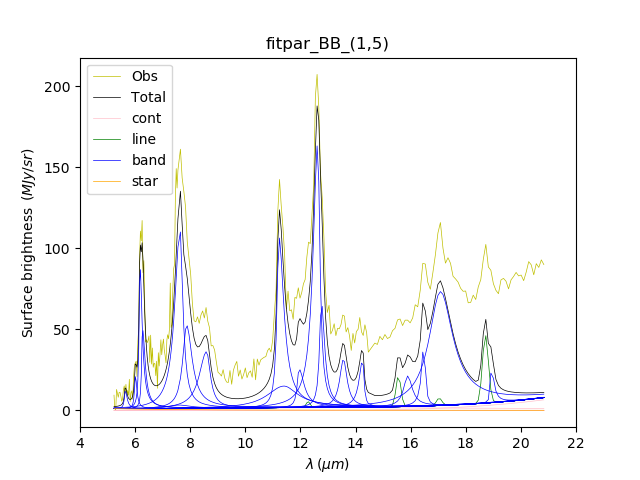 fitpar_BB_(1,5)
Surface brightness (MJy/sr)
200
150
100
50
0
Obs
Total
cont
line
band
star
4 6 8 10 12 14 16 18 20 22
λ (μm)